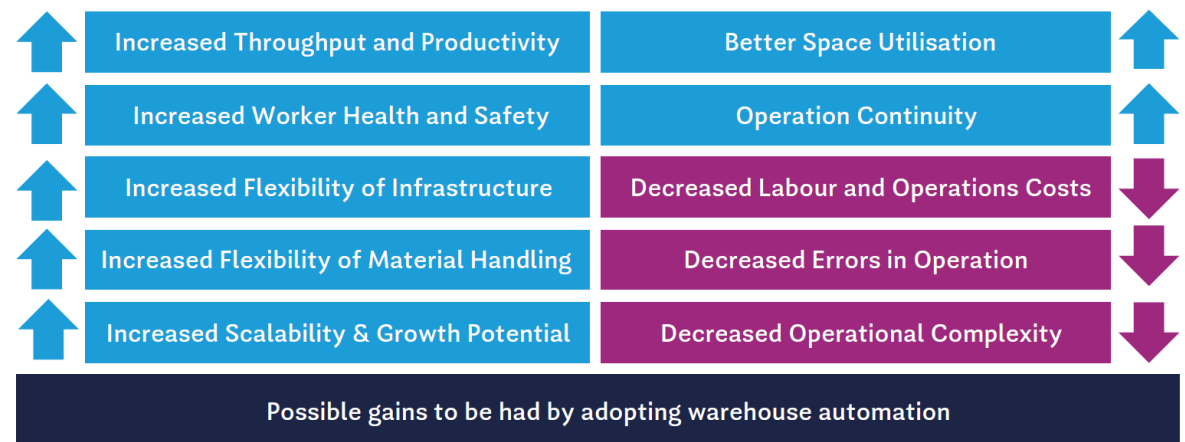 Increased Throughput and Productivity
Better Space Utilisation
Increased Worker Health and Safety
Operation Continuity
Increased Flexibility of Infrastructure
Decreased Labour and Operations Costs
Increased Flexibility of Material Handling
Decreased Errors in Operation
Increased Scalability & Growth Potential
Decreased Operational Complexity
Possible gains to be had by adopting warehouse automation